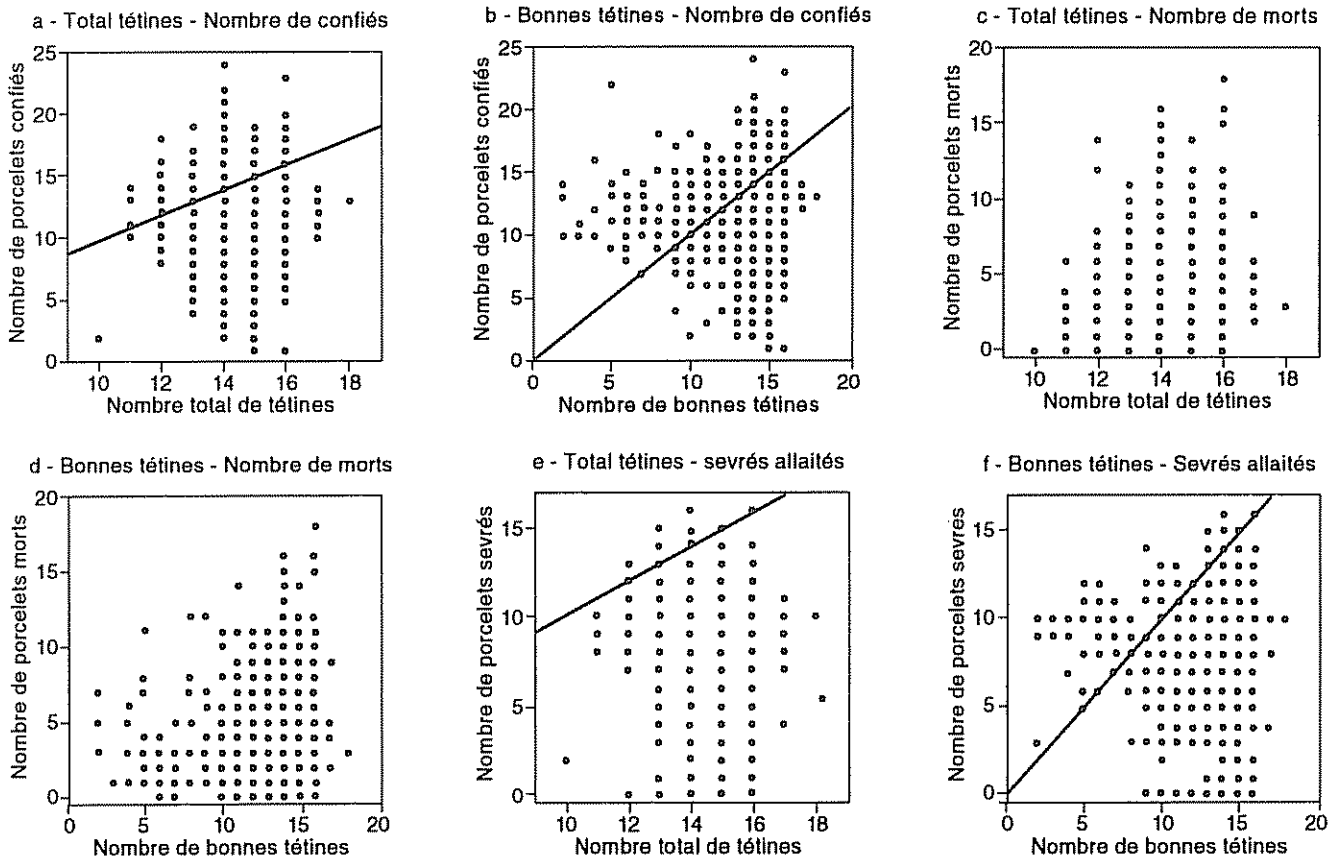 a - Total tétines - Nombre de confiés
Nombre de porcelets confiés
25
20
15
10
5
0
10 12 14 16 18
Nombre total de tétines
b - Bonnes tétines - Nombre de confiés
Nombre de porcelets confiés
25
20
15
10
5
0
0 5 10 15 20
Nombre de bonnes tétines
c - Total tétines - Nombre de morts
Nombre de porcelets morts
20
15
10
5
0
10 12 14 16 18
Nombre total de tétines
d - Bonnes tétines - Nombre de morts
Nombre de porcelets morts
20
15
10
5
0
0 5 10 15 20
Nombre de bonnes tétines
e - Total tétines - sevrés allaités
Nombre de porcelets sevrés
15
10
5
0
10 12 14 16 18
Nombre total de tétines
f - Bonnes tétines - Sevrés allaités
Nombre de porcelets sevrés
15
10
5
0
0 5 10 15 20
Nombre de bonnes tétines